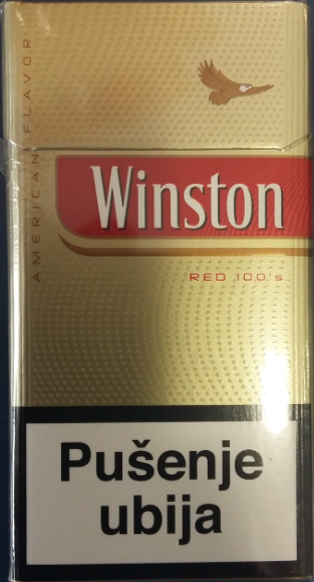 AMERICAN FLAVOR
Winston
RED 100's
Pušenje
ubija